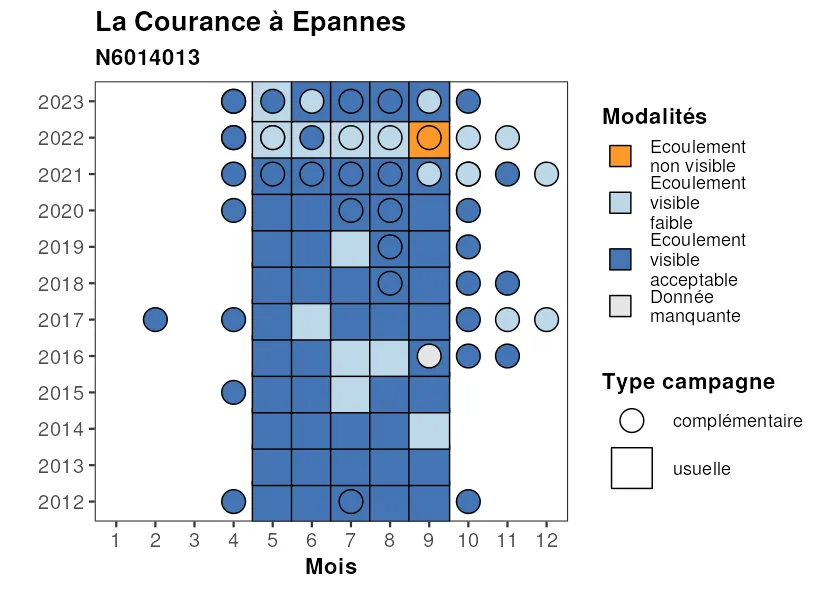 La Courance à Epannes
N6014013
2023
2022
2021
2020
2019
2018
2017
2016
2015
2014
2013
2012
1 2 3 4 5 6 7 8 9 10 11 12
Mois
Modalités
Ecoulement
non visible
Ecoulement
visible
faible
Ecoulement
visible
acceptable
Donnée
manquante
Type campagne
complémentaire
usuelle